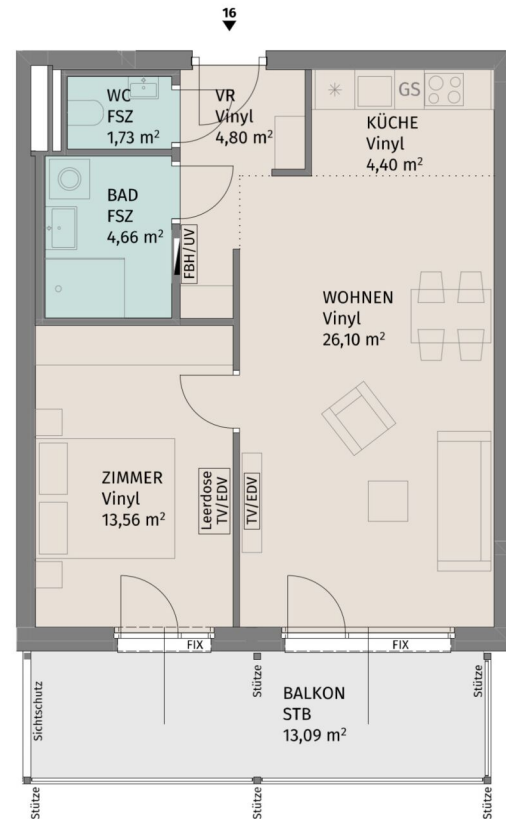 16
WC
FSZ
1,73 m²
VR
Vinyl
4,80 m²
GS
KÜCHE
Vinyl
4,40 m²
BAD
FSZ
4,66 m²
FBH/UV
WOHNEN
Vinyl
26,10 m²
ZIMMER
Vinyl
13,56 m²
Leerdose
TV/EDV
TV/EDV
FIX
FIX
Sichtschutz
Stütze
Stütze
BALKON
STB
13,09 m²
Stütze
Stütze
Stütze